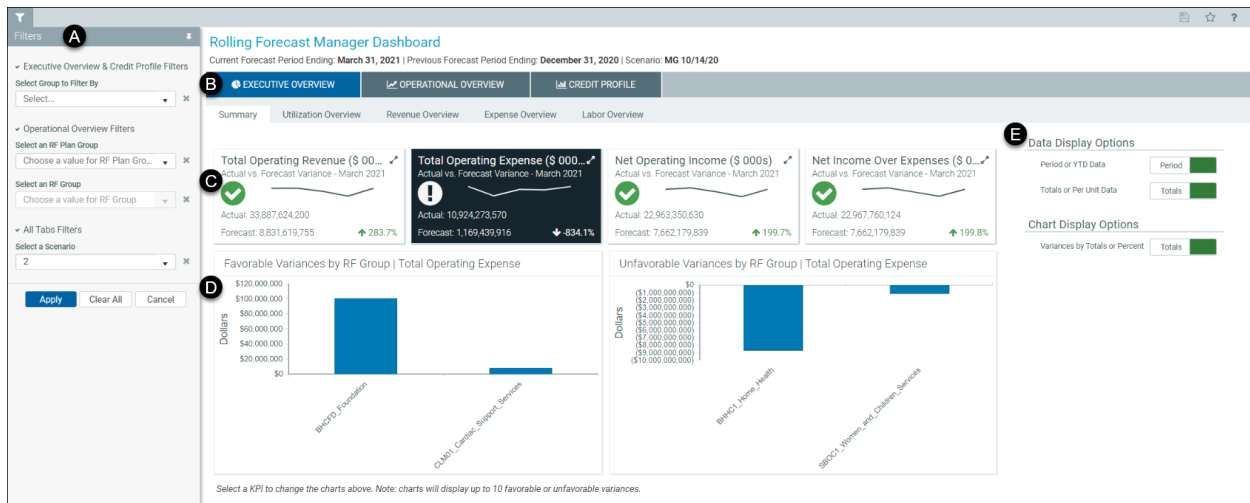 ?
Filters
A
Executive Overview & Credit Profile Filters
Select Group to Filter By
Select...
Operational Overview Filters
Select an RF Plan Group
Choose a value for RF Plan Gro...
Select an RF Group
Choose a value for RF Group
All Tabs Filters
Select a Scenario
2
Apply
Clear All
Cancel
Rolling Forecast Manager Dashboard
Current Forecast Period Ending: March 31, 2021 | Previous Forecast Period Ending: December 31, 2020 | Scenario: MG 10/14/20
B
EXECUTIVE OVERVIEW
OPERATIONAL OVERVIEW
CREDIT PROFILE
Summary
Utilization Overview
Revenue Overview
Expense Overview
Labor Overview
C
Total Operating Revenue ($ 00...
Actual vs. Forecast Variance - March 2021
Actual: 33,887,624,200
Forecast: 8,831,619,755
283.7%
Total Operating Expense ($ 000...
Actual vs. Forecast Variance - March 2021
Actual: 10,924,273,570
Forecast: 1,169,439,916
-834.1%
Net Operating Income ($ 000s)
Actual vs. Forecast Variance - March 2021
Actual: 22,963,350,630
Forecast: 7,662,179,839
199.7%
Net Income Over Expenses ($ 0...
Actual vs. Forecast Variance - March 2021
Actual: 22,967,760,124
Forecast: 7,662,179,839
199.8%
D
Favorable Variances by RF Group | Total Operating Expense
Dollars
$120,000,000
$100,000,000
$80,000,000
$60,000,000
$40,000,000
$20,000,000
$0
BHCFD_Foundation
CLM01_Cardiac_Support_Services
Unfavorable Variances by RF Group | Total Operating Expense
Dollars
$0
($1,000,000,000)
($2,000,000,000)
($3,000,000,000)
($4,000,000,000)
($5,000,000,000)
($6,000,000,000)
($7,000,000,000)
($8,000,000,000)
($9,000,000,000)
($10,000,000,000)
BHHC1_Home_Health
SBOC1_Women_and_Children_Services
Select a KPI to change the charts above. Note: charts will display up to 10 favorable or unfavorable variances.
E
Data Display Options
Period or YTD Data
Period
Totals or Per Unit Data
Totals
Chart Display Options
Variances by Totals or Percent
Totals